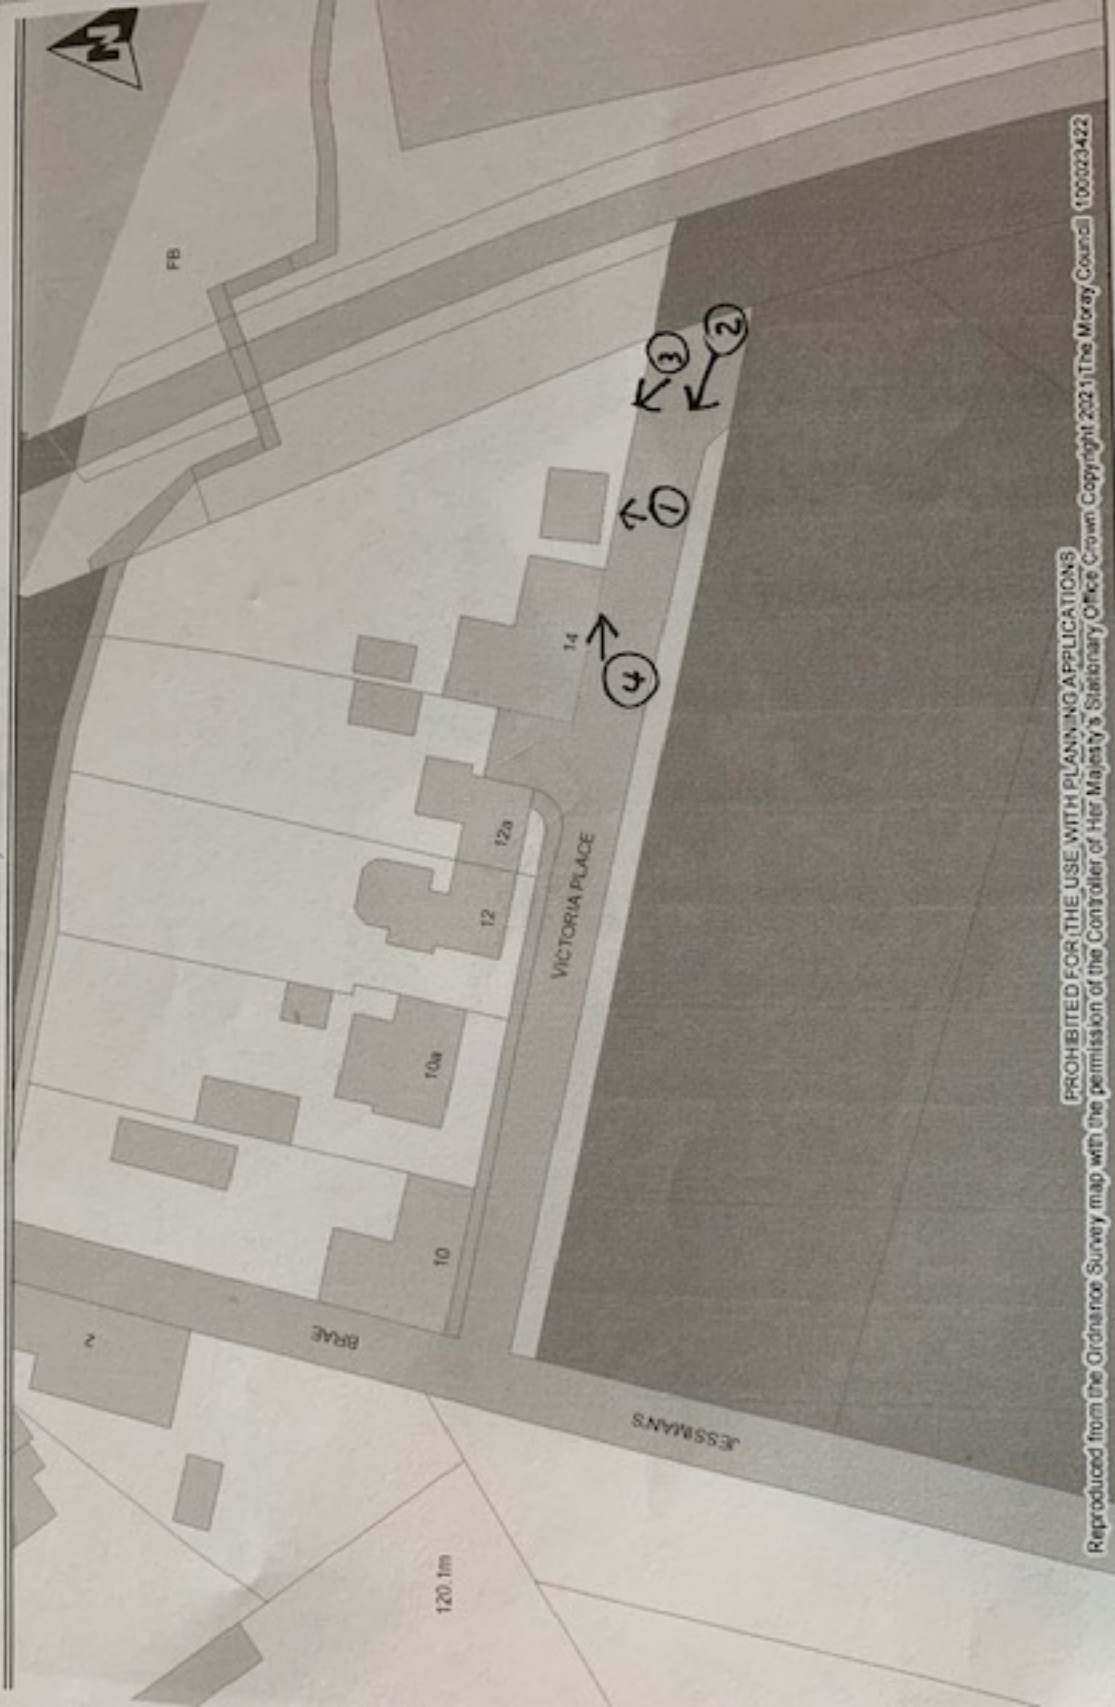 N
FB
3
2
1
14
4
12a
12
VICTORIA PLACE
10a
10
BRAE
2
JESSIMAN'S
120.1m
PROHIBITED FOR THE USE WITH PLANNING APPLICATIONS
Reproduced from the Ordnance Survey map with the permission of the Controller of Her Majesty's Stationary Office Crown Copyright 2021 The Moray Council 100023422